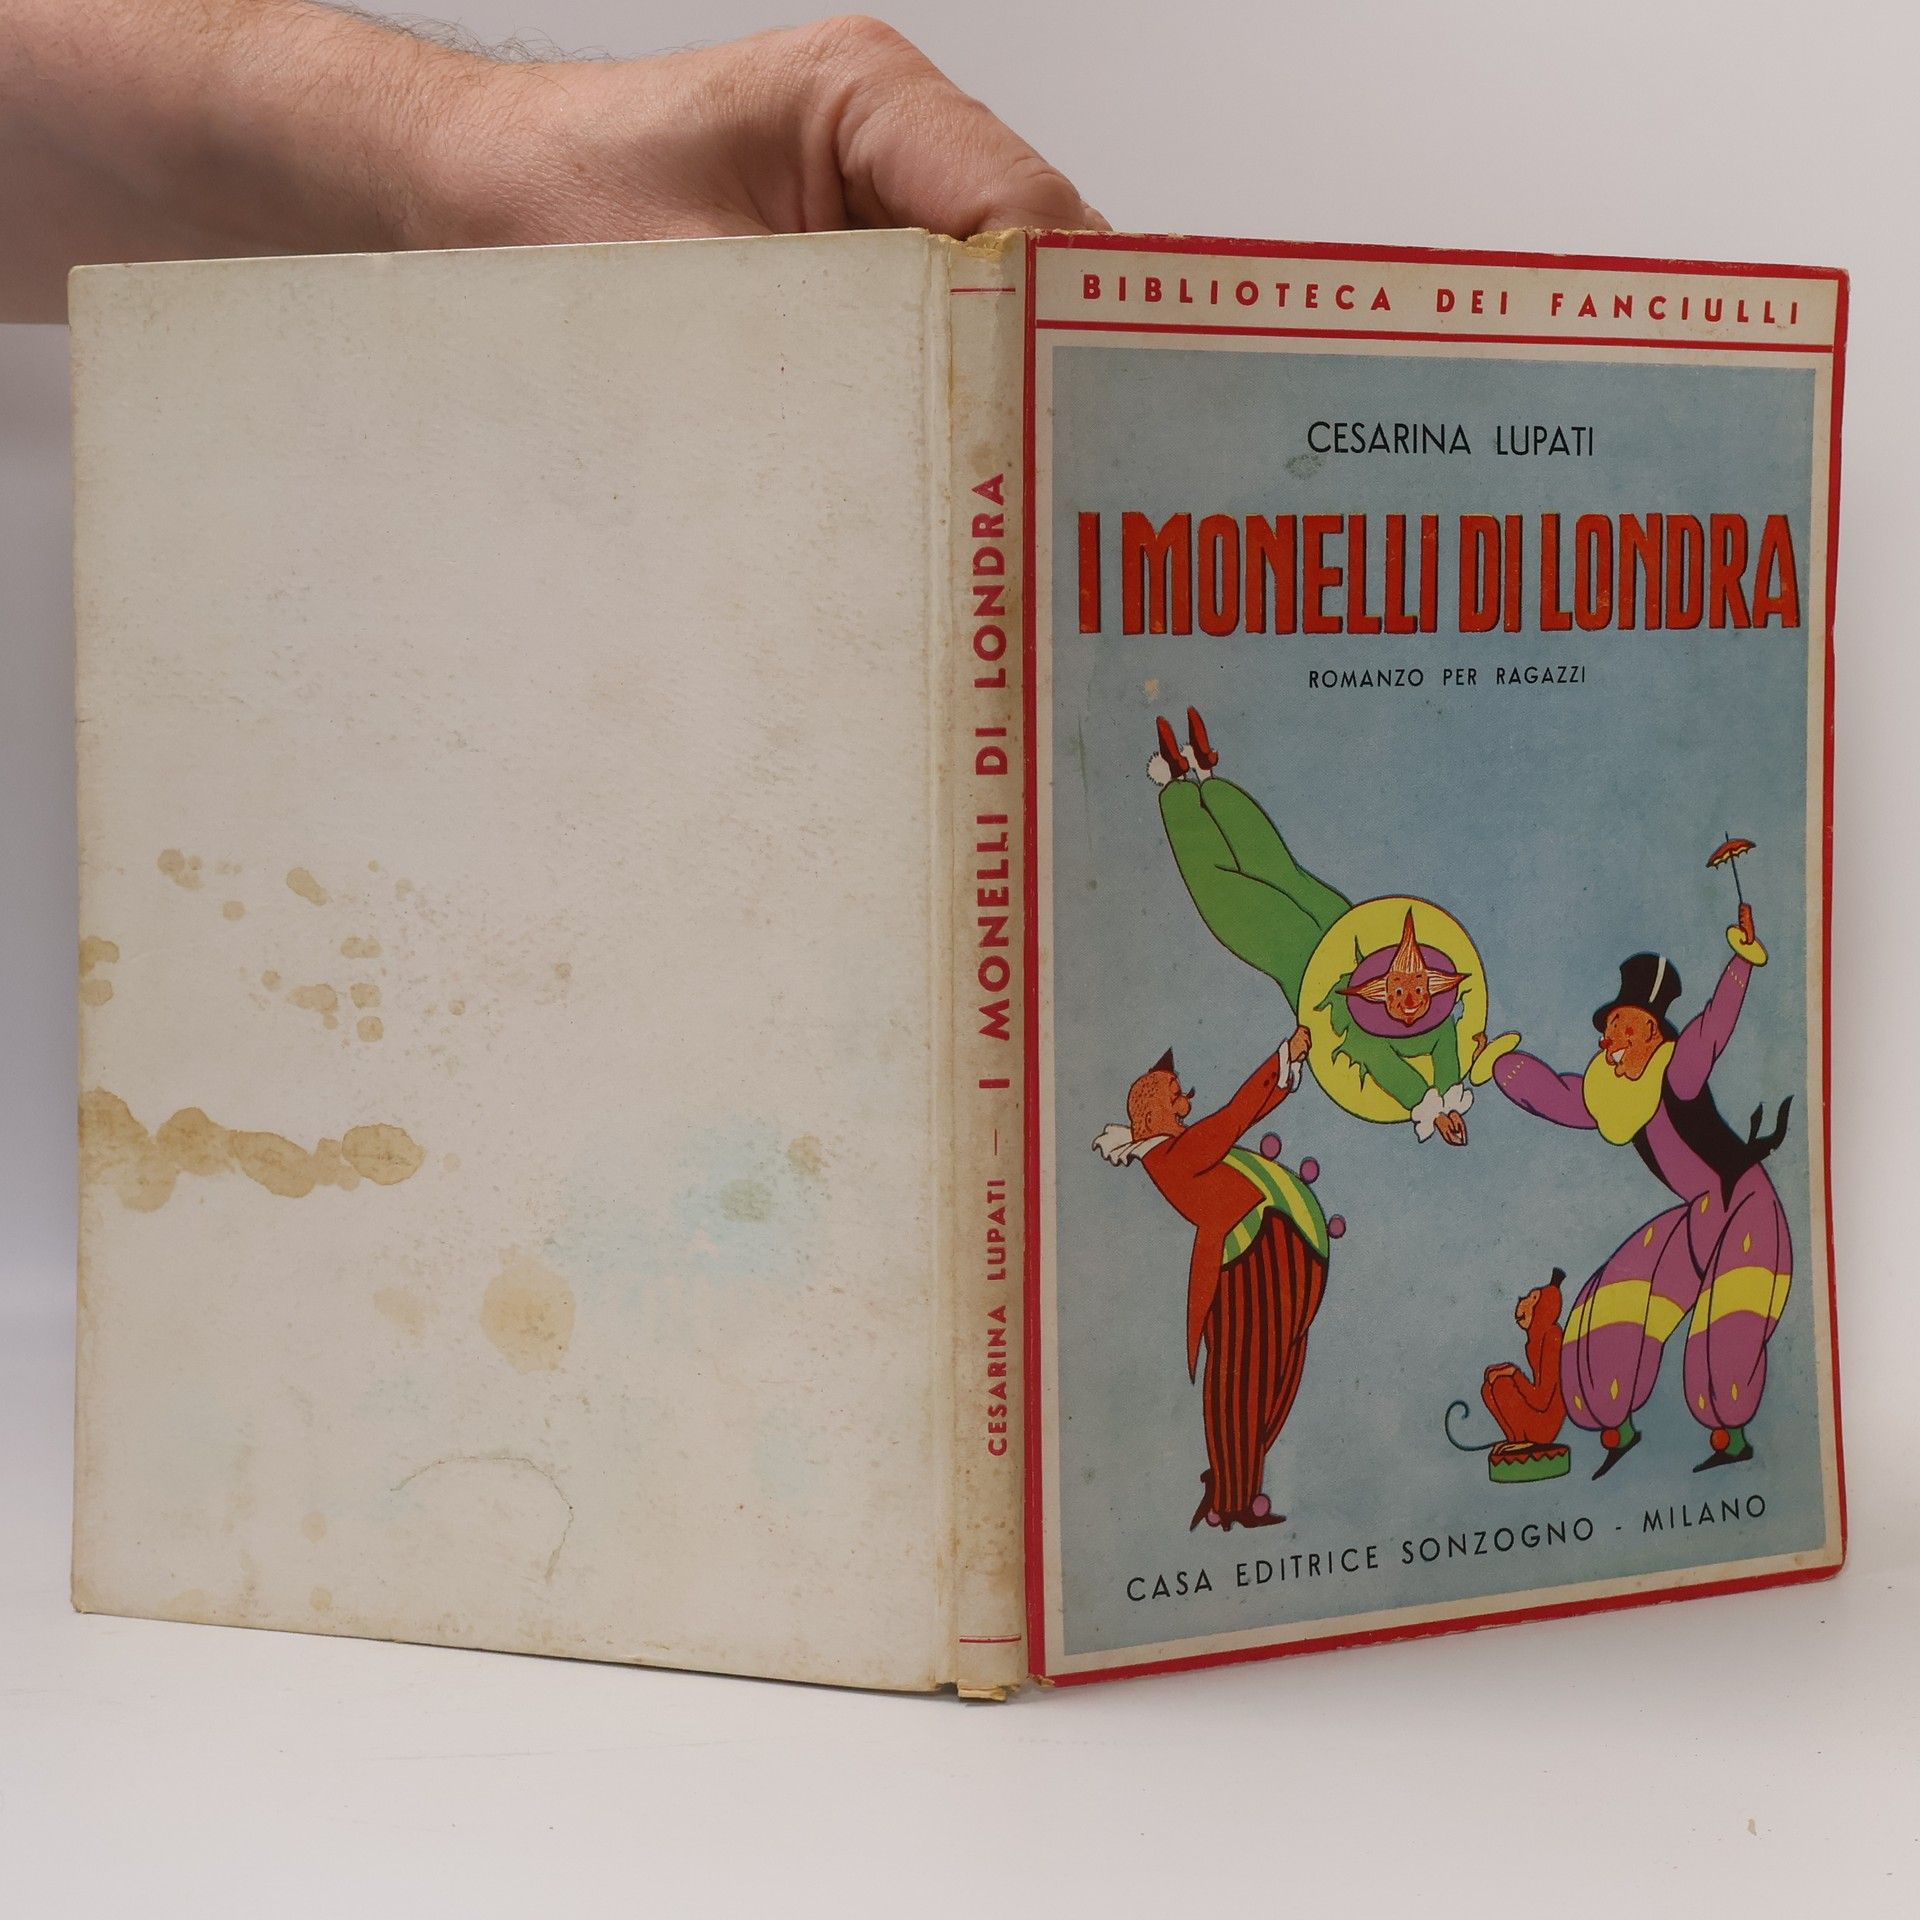 CESARINA LUPATI — I MONELLI DI LONDRA
BIBLIOTECA DEI FANCIULLI
CESARINA LUPATI
I MONELLI DI LONDRA
ROMANZO PER RAGAZZI
CASA EDITRICE SONZOGNO - MILANO